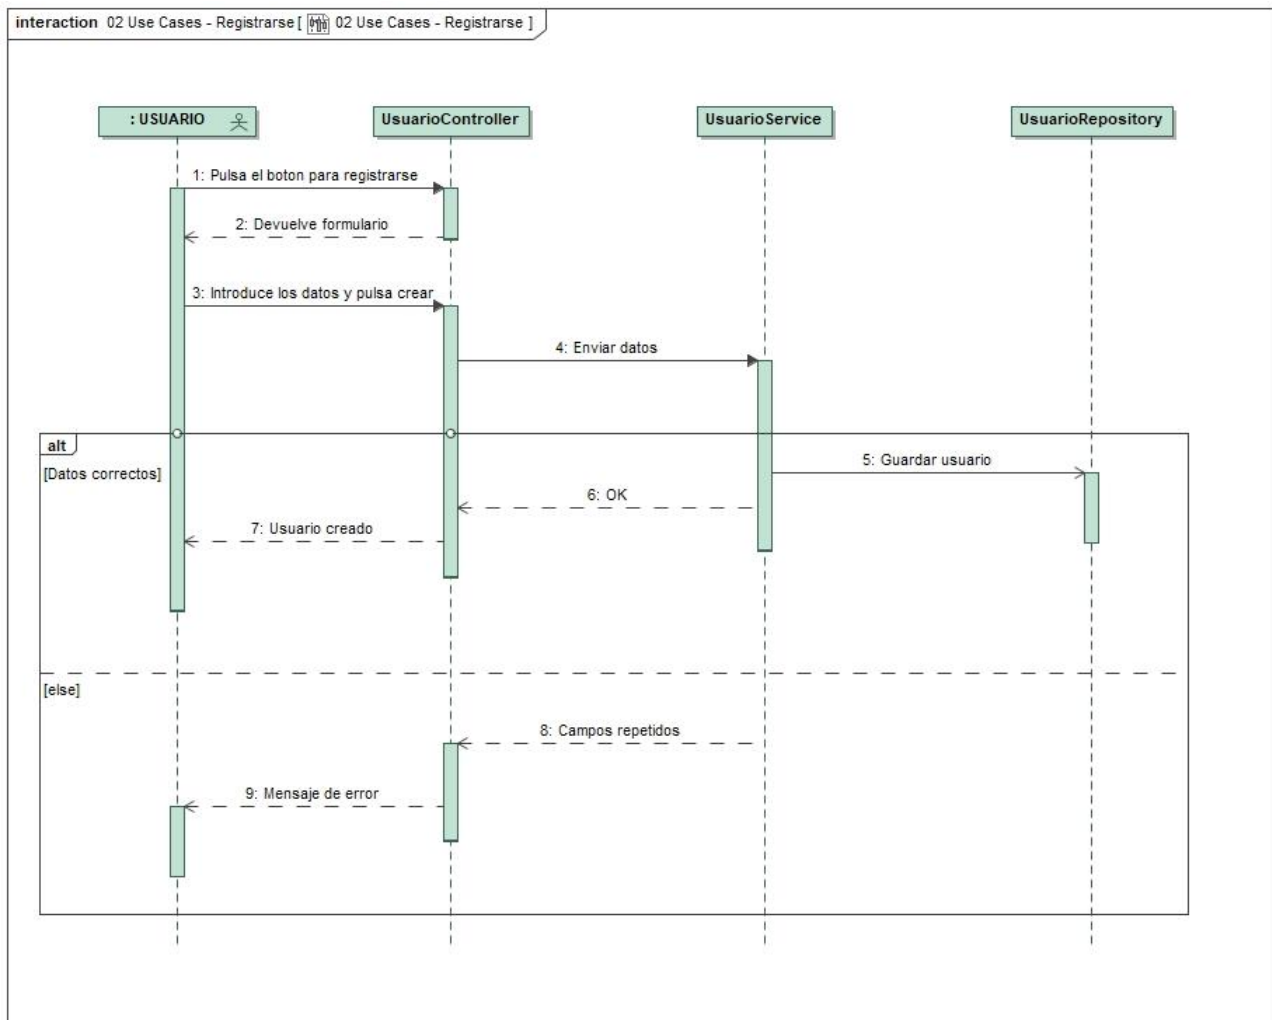 interaction 02 Use Cases - Registrarse [ 02 Use Cases - Registrarse ]
: USUARIO
UsuarioController
UsuarioService
UsuarioRepository
1: Pulsa el boton para registrarse
2: Devuelve formulario
3: Introduce los datos y pulsa crear
4: Enviar datos
alt
[Datos correctos]
5: Guardar usuario
6: OK
7: Usuario creado
[else]
8: Campos repetidos
9: Mensaje de error